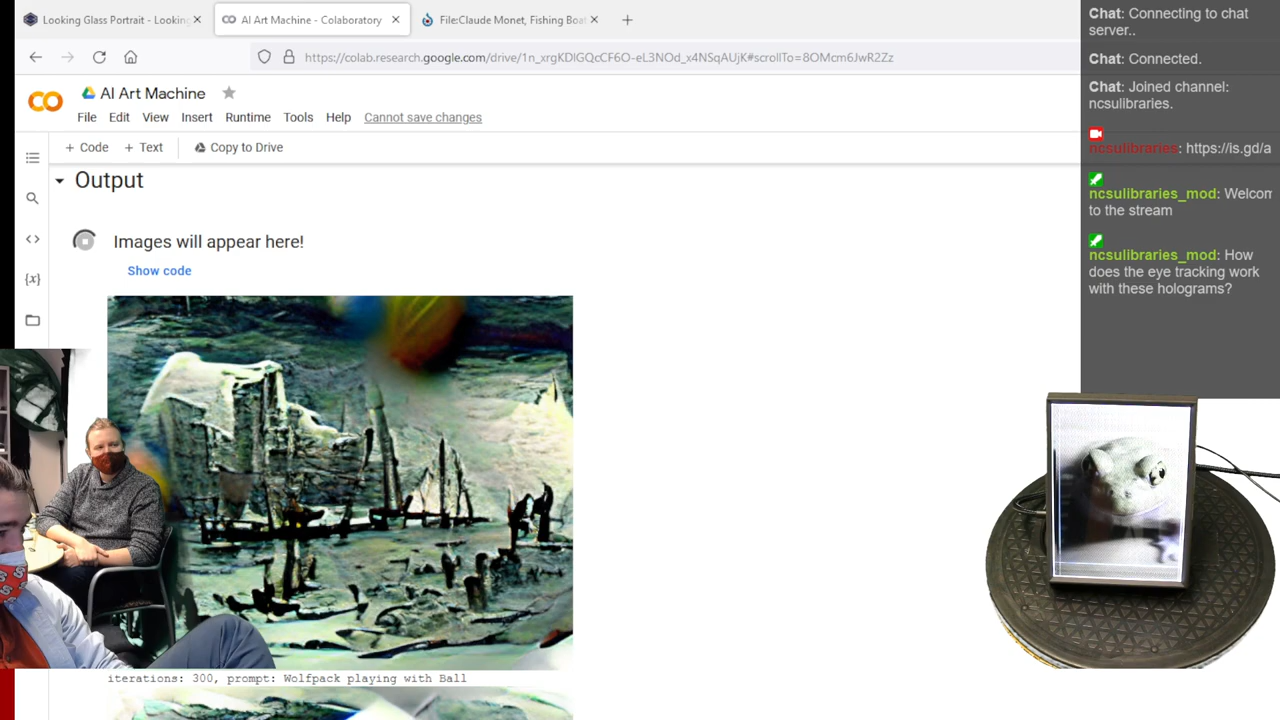 Looking Glass Portrait - Looking
AI Art Machine - Colaboratory
File:Claude Monet, Fishing Boa
https://colab.research.google.com/drive/1n_xrgKDlGQcCF6O-eL3NOd_x4NSqAUjK#scrollTo=8OMcm6JwR2Zz
AI Art Machine
File Edit View Insert Runtime Tools Help Cannot save changes
+ Code + Text Copy to Drive
Output
Images will appear here!
Show code
iterations: 300, prompt: Wolfpack playing with Ball
Chat: Connecting to chat
server..
Chat: Connected.
Chat: Joined channel:
ncsulibraries.
ncsulibraries: https://is.gd/a
ncsulibraries_mod: Welcom
to the stream
ncsulibraries_mod: How
does the eye tracking work
with these holograms?